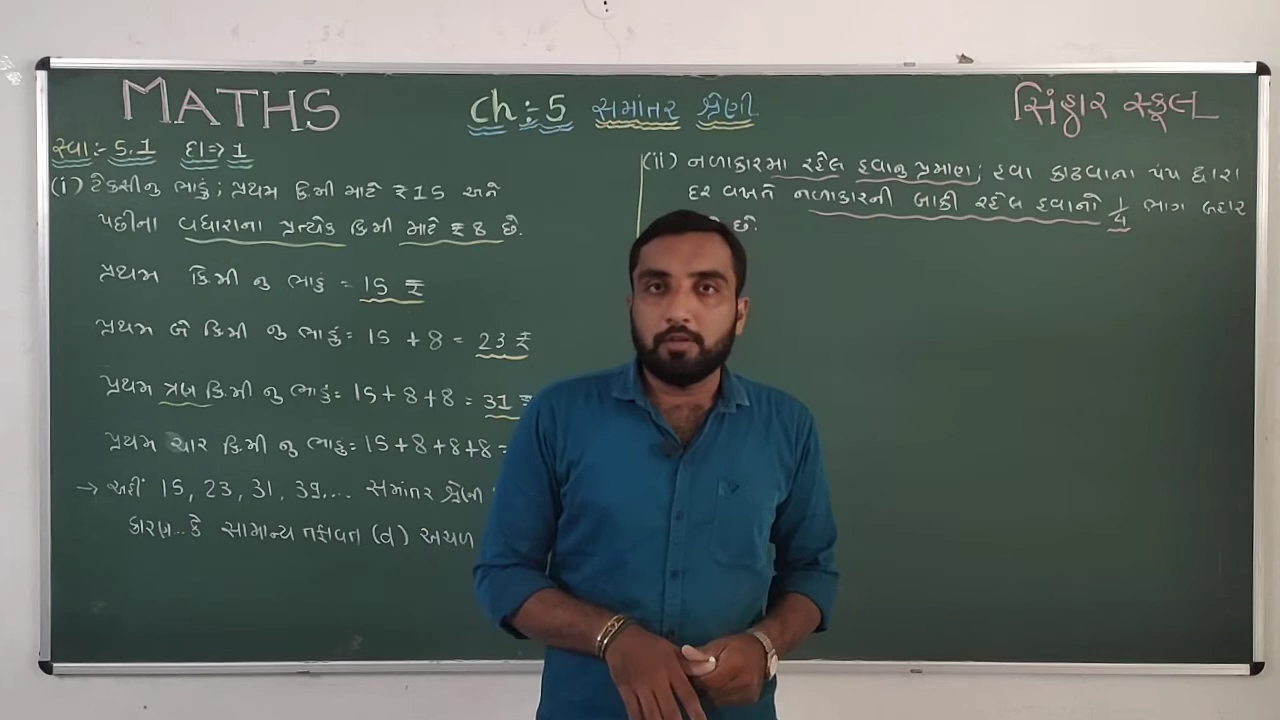 MATHS
Ch:-5 સમાંતર શ્રેણી
સિંહાર સ્કૂલ
સ્વા:-5.1 દા⇒1
(i) ટેક્સીનુ ભાડું; પ્રથમ કિ.મી માટે ₹15 અને
પછીના વધારાના પ્રત્યેક કિમી માટે ₹8 છે.
પ્રથમ કિ.મી નુ ભાડું = 15 ₹
પ્રથમ બે કિ.મી નુ ભાડું = 15 + 8 = 23 ₹
પ્રથમ ત્રણ કિ.મી નુ ભાડું = 15+8+8 = 31 ₹
પ્રથમ ચાર કિ.મી નુ ભાડુ = 15+8+8+8 =
→ અહીં 15, 23, 31, 39,... સમાંતર શ્રેણી
કારણ...કે સામાન્ય તફાવત (d) અચળ
(ii) નળાકારમા રહેલ હવાનુ પ્રમાણ; હવા કાઢવાના પંપ દ્વારા
દર વખતે નળાકારની બાકી રહેલ હવાનો 1/4 ભાગ બહાર
છે.